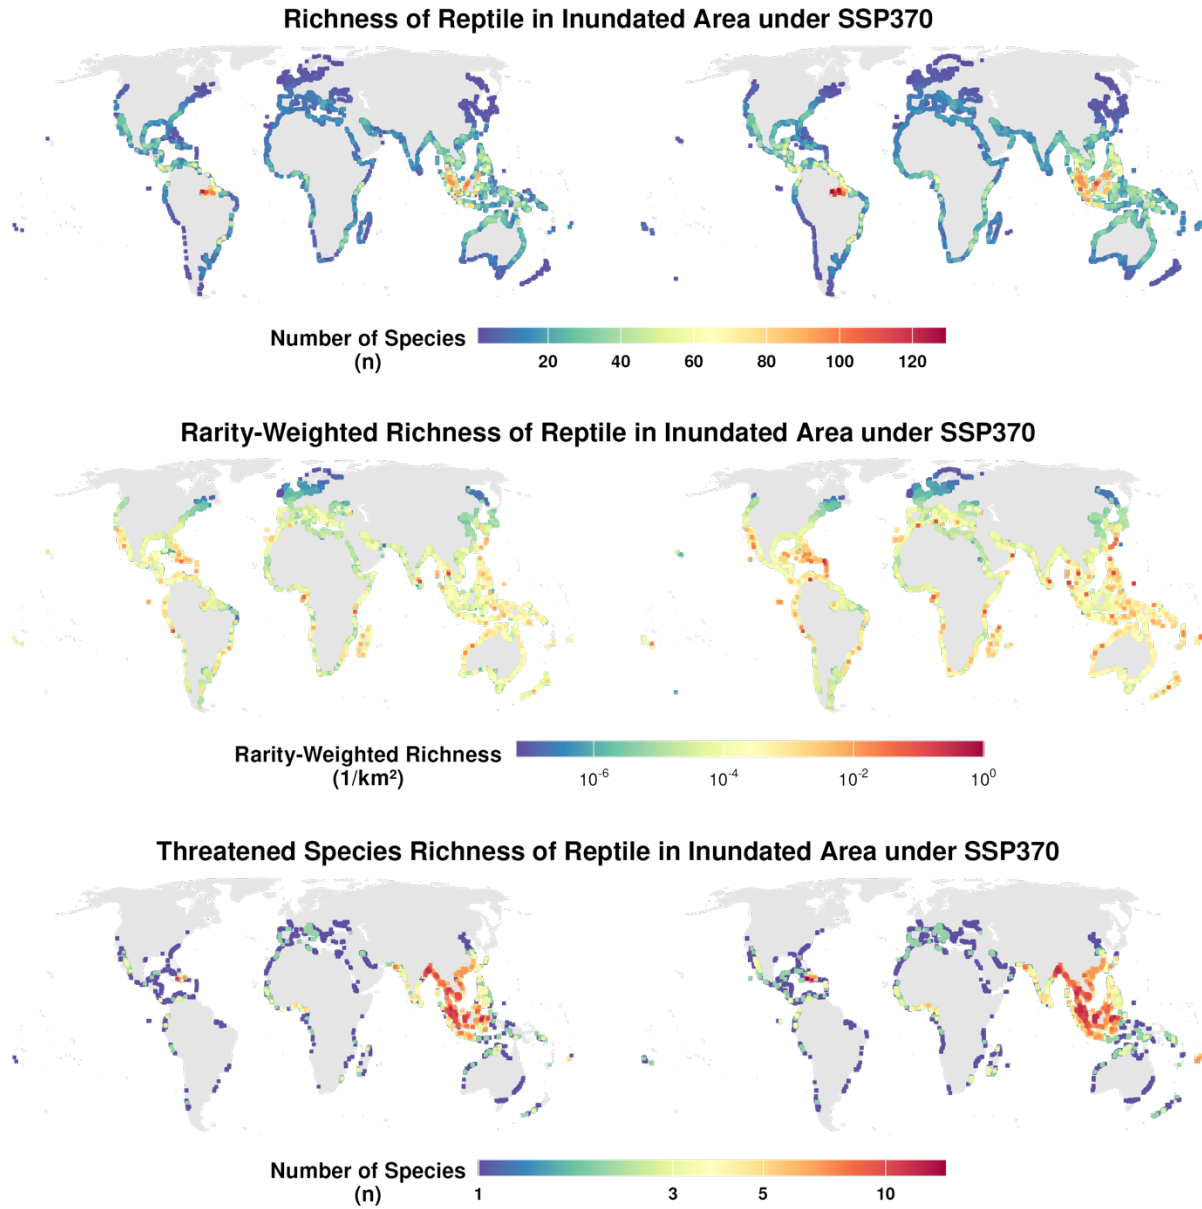 Richness of Reptile in Inundated Area under SSP370
Number of Species
(n)
20 40 60 80 100 120
Rarity-Weighted Richness of Reptile in Inundated Area under SSP370
Rarity-Weighted Richness
(1/km²)
10⁻⁶ 10⁻⁴ 10⁻² 10⁰
Threatened Species Richness of Reptile in Inundated Area under SSP370
Number of Species
(n)
1 3 5 10